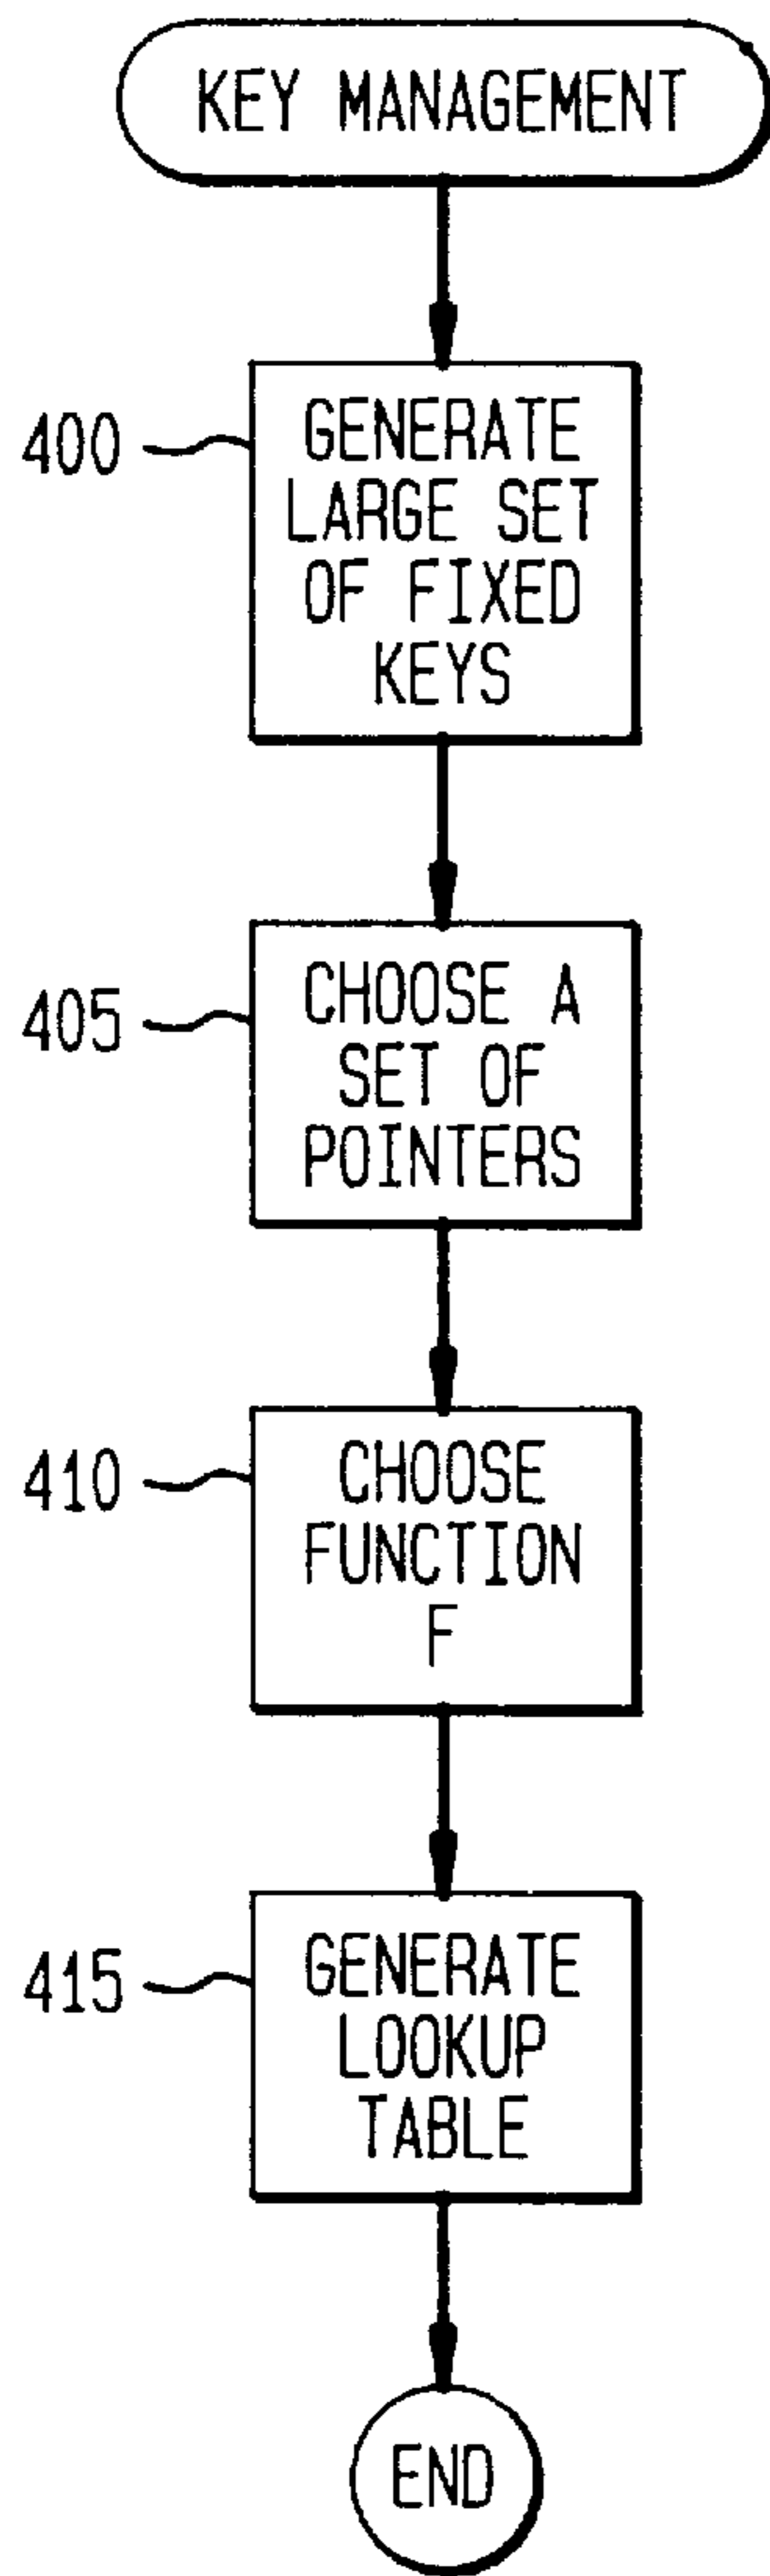 KEY MANAGEMENT
400
GENERATE
LARGE SET
OF FIXED
KEYS
405
CHOOSE A
SET OF
POINTERS
410
CHOOSE
FUNCTION
F
415
GENERATE
LOOKUP
TABLE
END